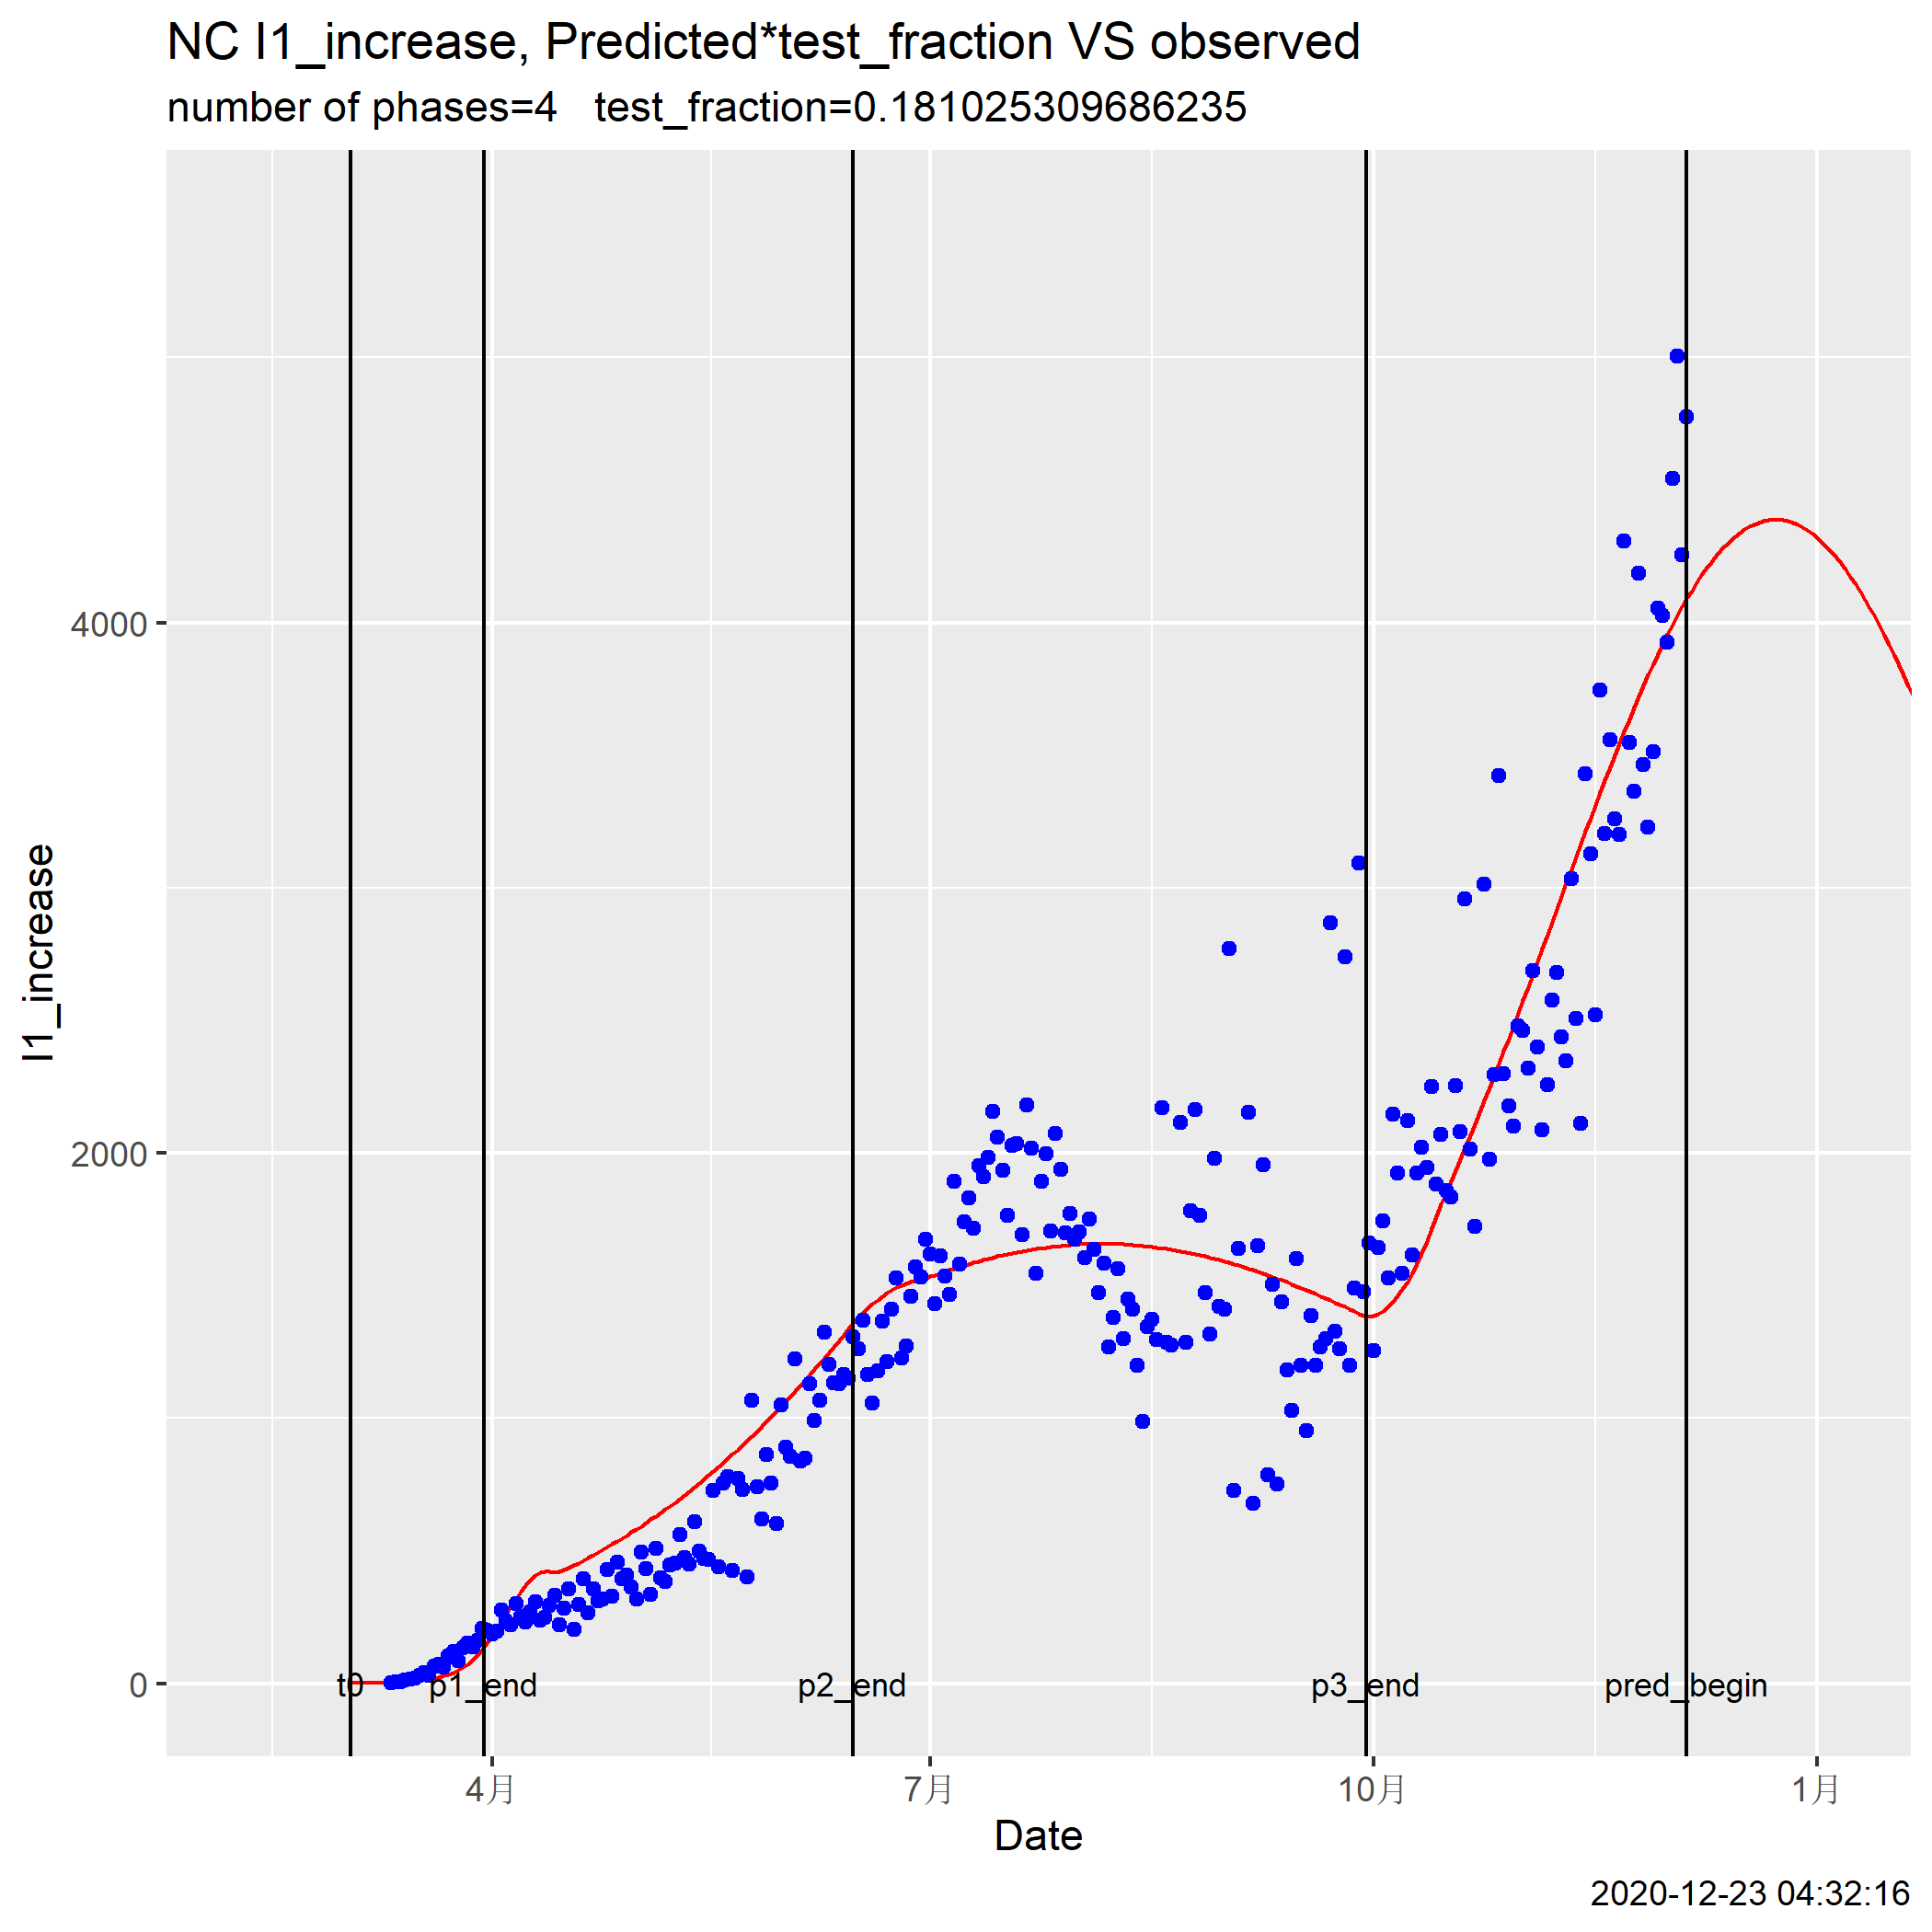 NC I1_increase, Predicted*test_fraction VS observed
number of phases=4   test_fraction=0.181025309686235
I1_increase
4000
2000
0
t0 p1_end p2_end p3_end pred_begin
4月 7月 10月 1月
Date
2020-12-23 04:32:16